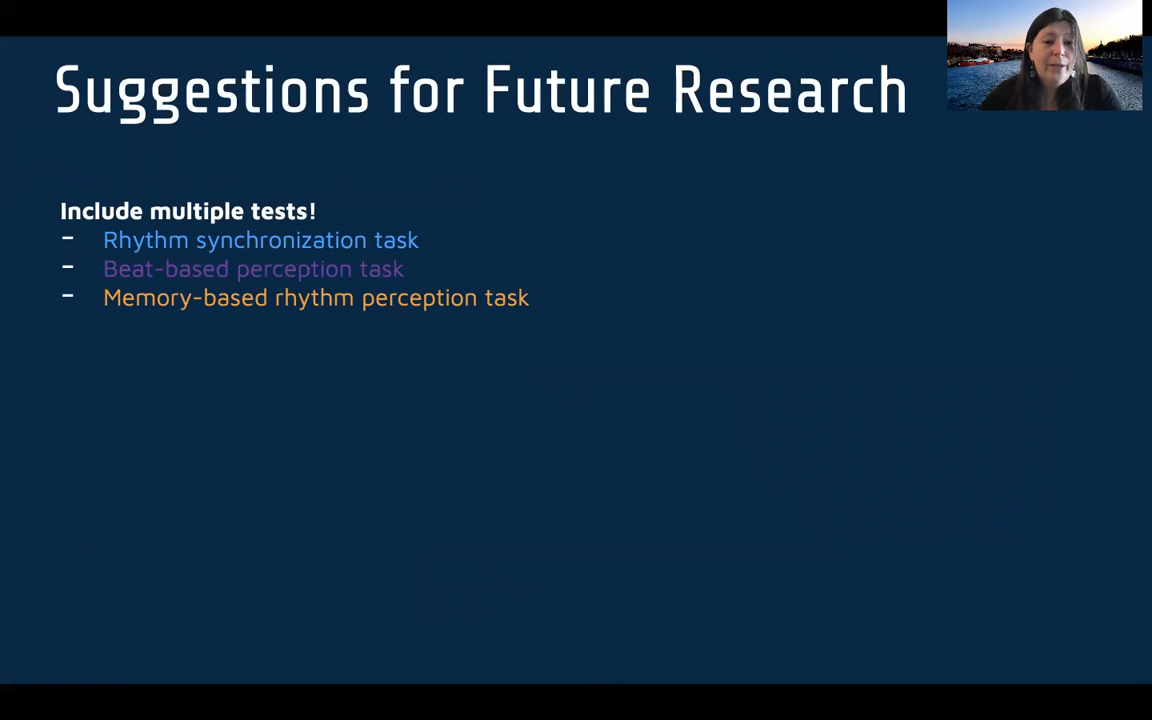 Suggestions for Future Research
Include multiple tests!
- Rhythm synchronization task
- Beat-based perception task
- Memory-based rhythm perception task